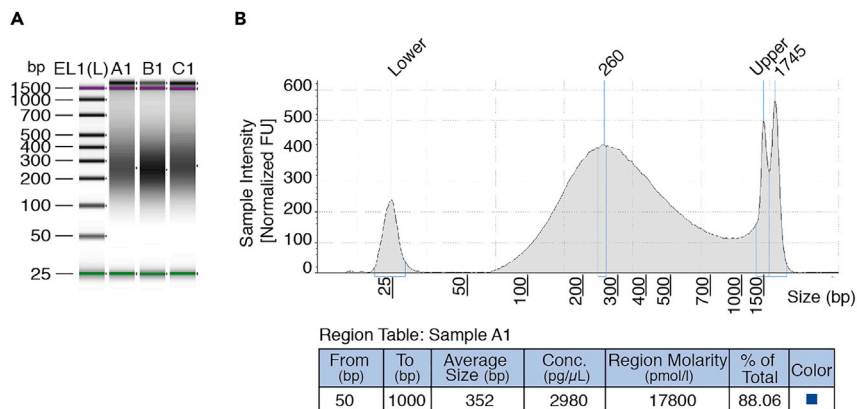 A
bp EL1(L) A1 B1 C1
1500
1000
700
500
400
300
200
100
50
25
B
Lower
260
Upper
1745
Sample Intensity
[Normalized FU]
600
500
400
300
200
100
0
25
50
100
200
300
400
500
700
1000
1500
Size (bp)
Region Table: Sample A1
From (bp) To. (bp) Average Size (bp) Conc. (pg/µL) Region Molarity (pmol/l) % of Total Color
50 1000 352 2980 17800 88.06